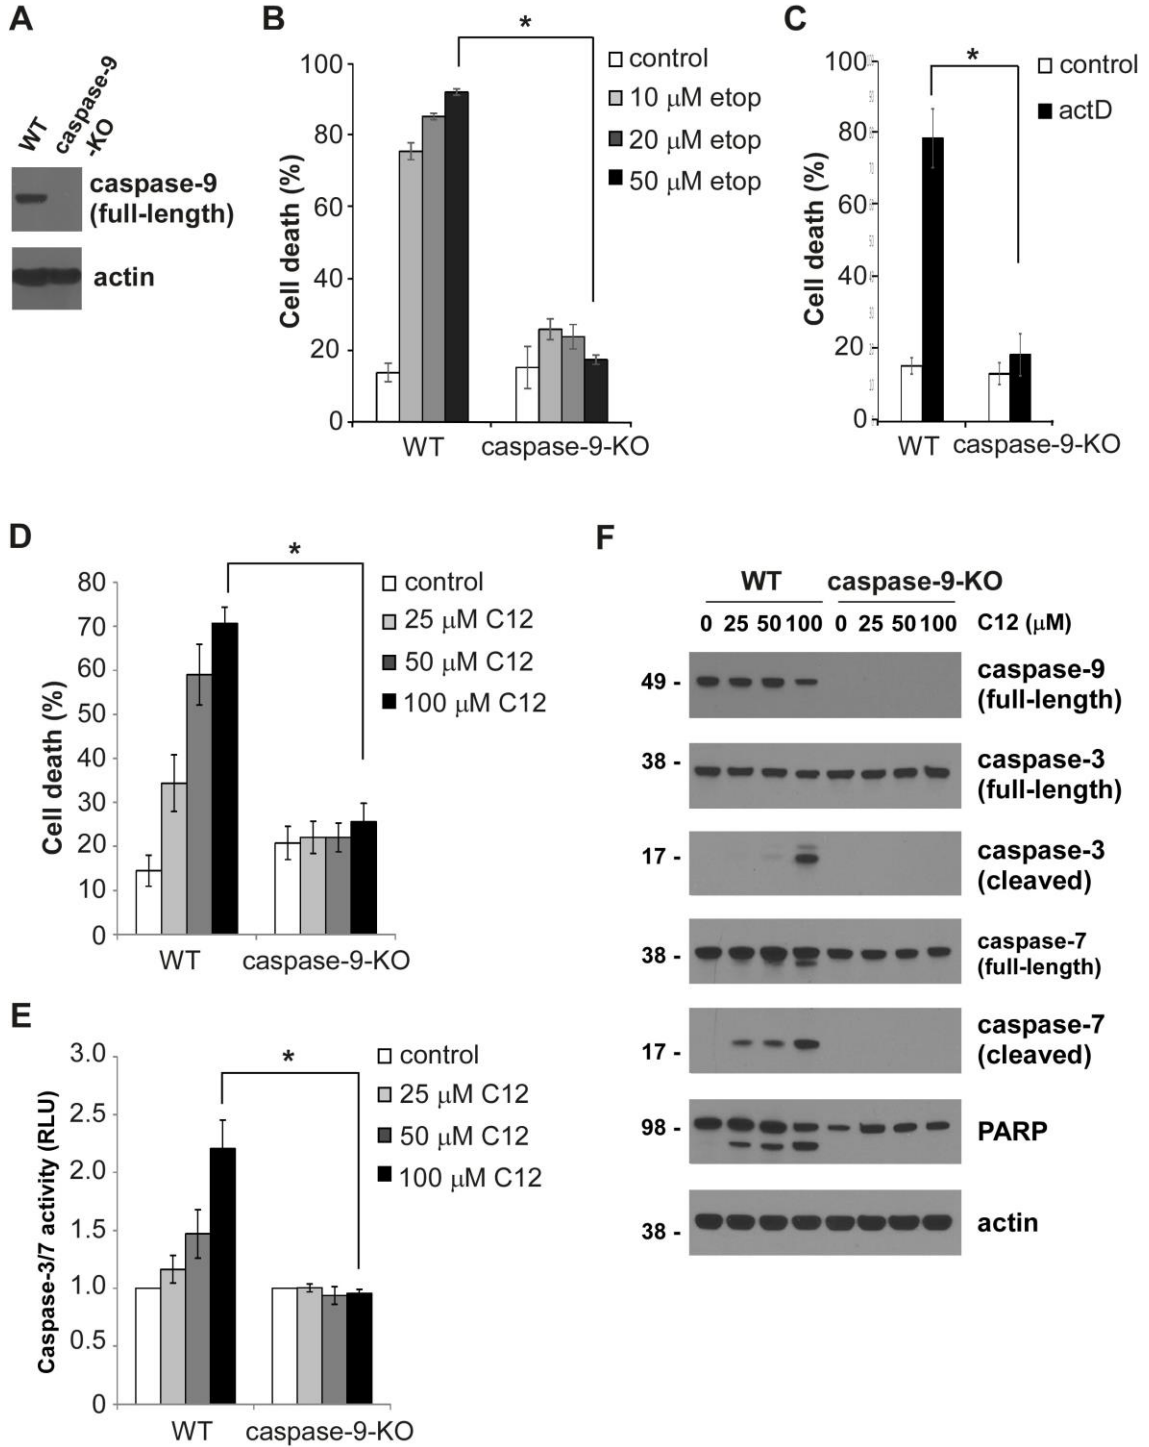 A
WT
caspase-9
-KO
caspase-9
(full-length)
actin
B
*
Cell death (%)
100
80
60
40
20
0
WT
caspase-9-KO
control
10 μM etop
20 μM etop
50 μM etop
C
*
Cell death (%)
100
80
60
40
20
0
WT
caspase-9-KO
control
actD
D
*
Cell death (%)
80
70
60
50
40
30
20
10
0
WT
caspase-9-KO
control
25 μM C12
50 μM C12
100 μM C12
E
*
Caspase-3/7 activity (RLU)
3.0
2.5
2.0
1.5
1.0
0.5
0
WT
caspase-9-KO
control
25 μM C12
50 μM C12
100 μM C12
F
WT caspase-9-KO
0 25 50 100 0 25 50 100 C12 (μM)
49 -
caspase-9
(full-length)
38 -
caspase-3
(full-length)
17 -
caspase-3
(cleaved)
38 -
caspase-7
(full-length)
17 -
caspase-7
(cleaved)
98 -
PARP
38 -
actin